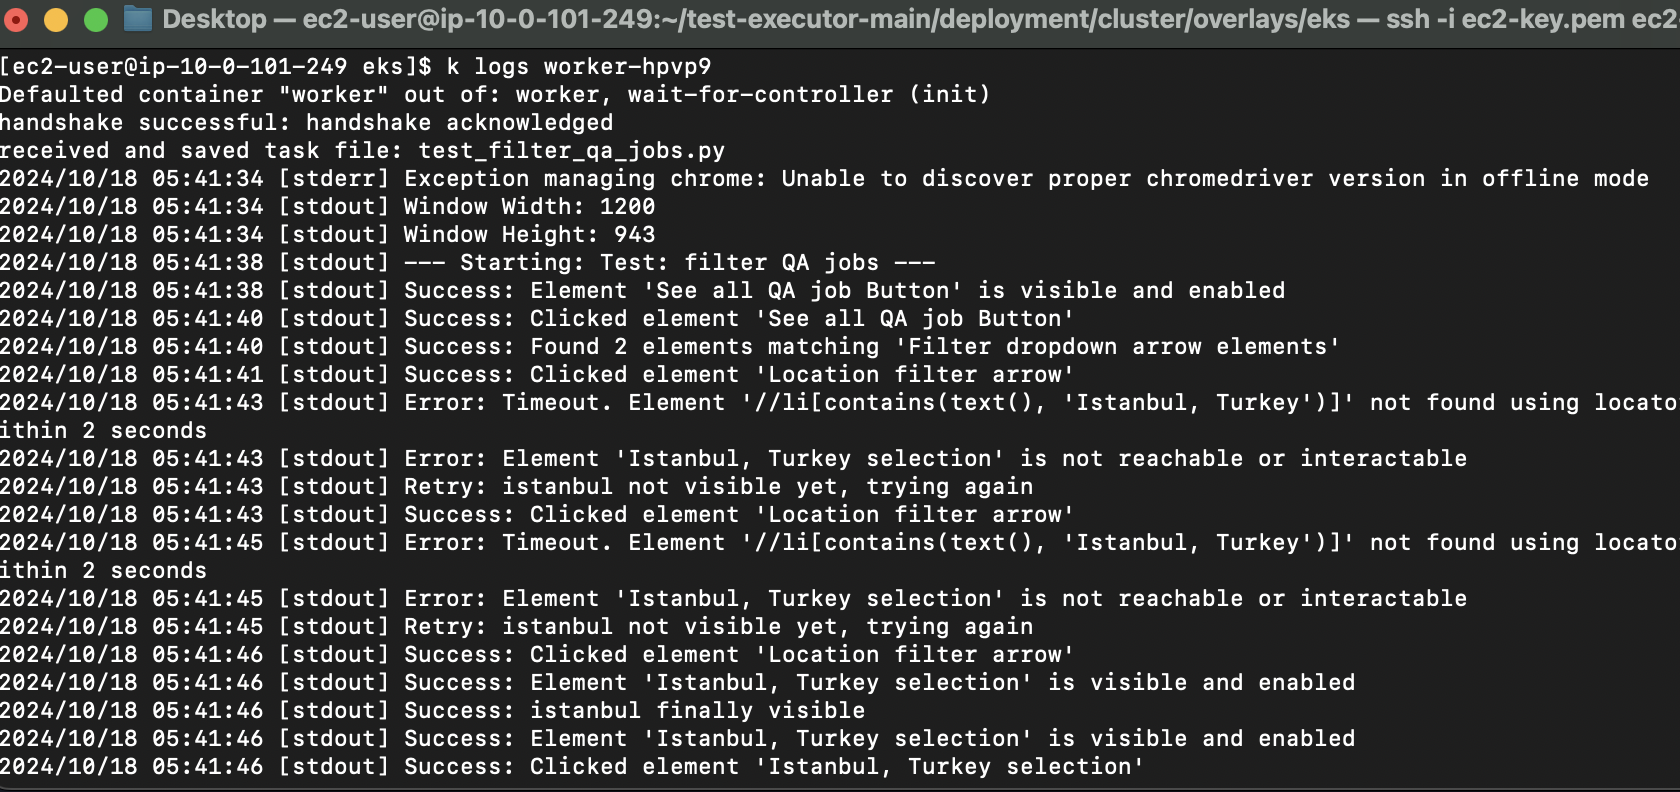 Desktop — ec2-user@ip-10-0-101-249:~/test-executor-main/deployment/cluster/overlays/eks — ssh -i ec2-key.pem ec2-
[ec2-user@ip-10-0-101-249 eks]$ k logs worker-hpvp9
Defaulted container "worker" out of: worker, wait-for-controller (init)
handshake successful: handshake acknowledged
received and saved task file: test_filter_qa_jobs.py
2024/10/18 05:41:34 [stderr] Exception managing chrome: Unable to discover proper chromedriver version in offline mode
2024/10/18 05:41:34 [stdout] Window Width: 1200
2024/10/18 05:41:34 [stdout] Window Height: 943
2024/10/18 05:41:38 [stdout] --- Starting: Test: filter QA jobs ---
2024/10/18 05:41:38 [stdout] Success: Element 'See all QA job Button' is visible and enabled
2024/10/18 05:41:40 [stdout] Success: Clicked element 'See all QA job Button'
2024/10/18 05:41:40 [stdout] Success: Found 2 elements matching 'Filter dropdown arrow elements'
2024/10/18 05:41:41 [stdout] Success: Clicked element 'Location filter arrow'
2024/10/18 05:41:43 [stdout] Error: Timeout. Element '//li[contains(text(), 'Istanbul, Turkey')]' not found using locato
ithin 2 seconds
2024/10/18 05:41:43 [stdout] Error: Element 'Istanbul, Turkey selection' is not reachable or interactable
2024/10/18 05:41:43 [stdout] Retry: istanbul not visible yet, trying again
2024/10/18 05:41:43 [stdout] Success: Clicked element 'Location filter arrow'
2024/10/18 05:41:45 [stdout] Error: Timeout. Element '//li[contains(text(), 'Istanbul, Turkey')]' not found using locato
ithin 2 seconds
2024/10/18 05:41:45 [stdout] Error: Element 'Istanbul, Turkey selection' is not reachable or interactable
2024/10/18 05:41:45 [stdout] Retry: istanbul not visible yet, trying again
2024/10/18 05:41:46 [stdout] Success: Clicked element 'Location filter arrow'
2024/10/18 05:41:46 [stdout] Success: Element 'Istanbul, Turkey selection' is visible and enabled
2024/10/18 05:41:46 [stdout] Success: istanbul finally visible
2024/10/18 05:41:46 [stdout] Success: Element 'Istanbul, Turkey selection' is visible and enabled
2024/10/18 05:41:46 [stdout] Success: Clicked element 'Istanbul, Turkey selection'